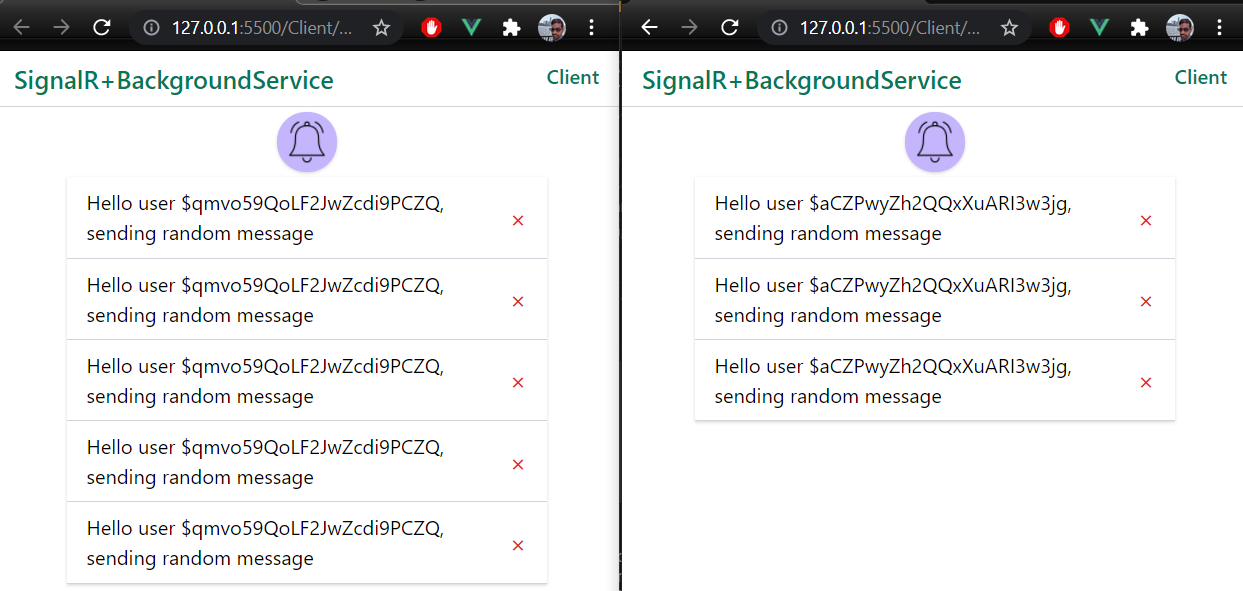 127.0.0.1:5500/Client/...
SignalR+BackgroundService
Client
Hello user $qmvo59QoLF2JwZcdi9PCZQ,
sending random message
Hello user $qmvo59QoLF2JwZcdi9PCZQ,
sending random message
Hello user $qmvo59QoLF2JwZcdi9PCZQ,
sending random message
Hello user $qmvo59QoLF2JwZcdi9PCZQ,
sending random message
Hello user $qmvo59QoLF2JwZcdi9PCZQ,
sending random message
127.0.0.1:5500/Client/...
SignalR+BackgroundService
Client
Hello user $aCZPwyZh2QQxXuARI3w3jg,
sending random message
Hello user $aCZPwyZh2QQxXuARI3w3jg,
sending random message
Hello user $aCZPwyZh2QQxXuARI3w3jg,
sending random message